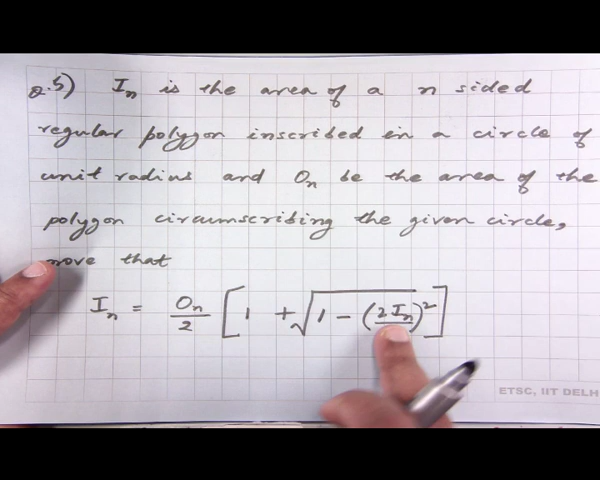 Q.5) Iₙ is the area of a n sided
regular polygon inscribed in a circle of
unit radius and Oₙ be the area of the
polygon circumscribing the given circle,
prove that
Iₙ = Oₙ/2 [1 + √(1 - (2Iₙ)²)]
ETSC, IIT DELH